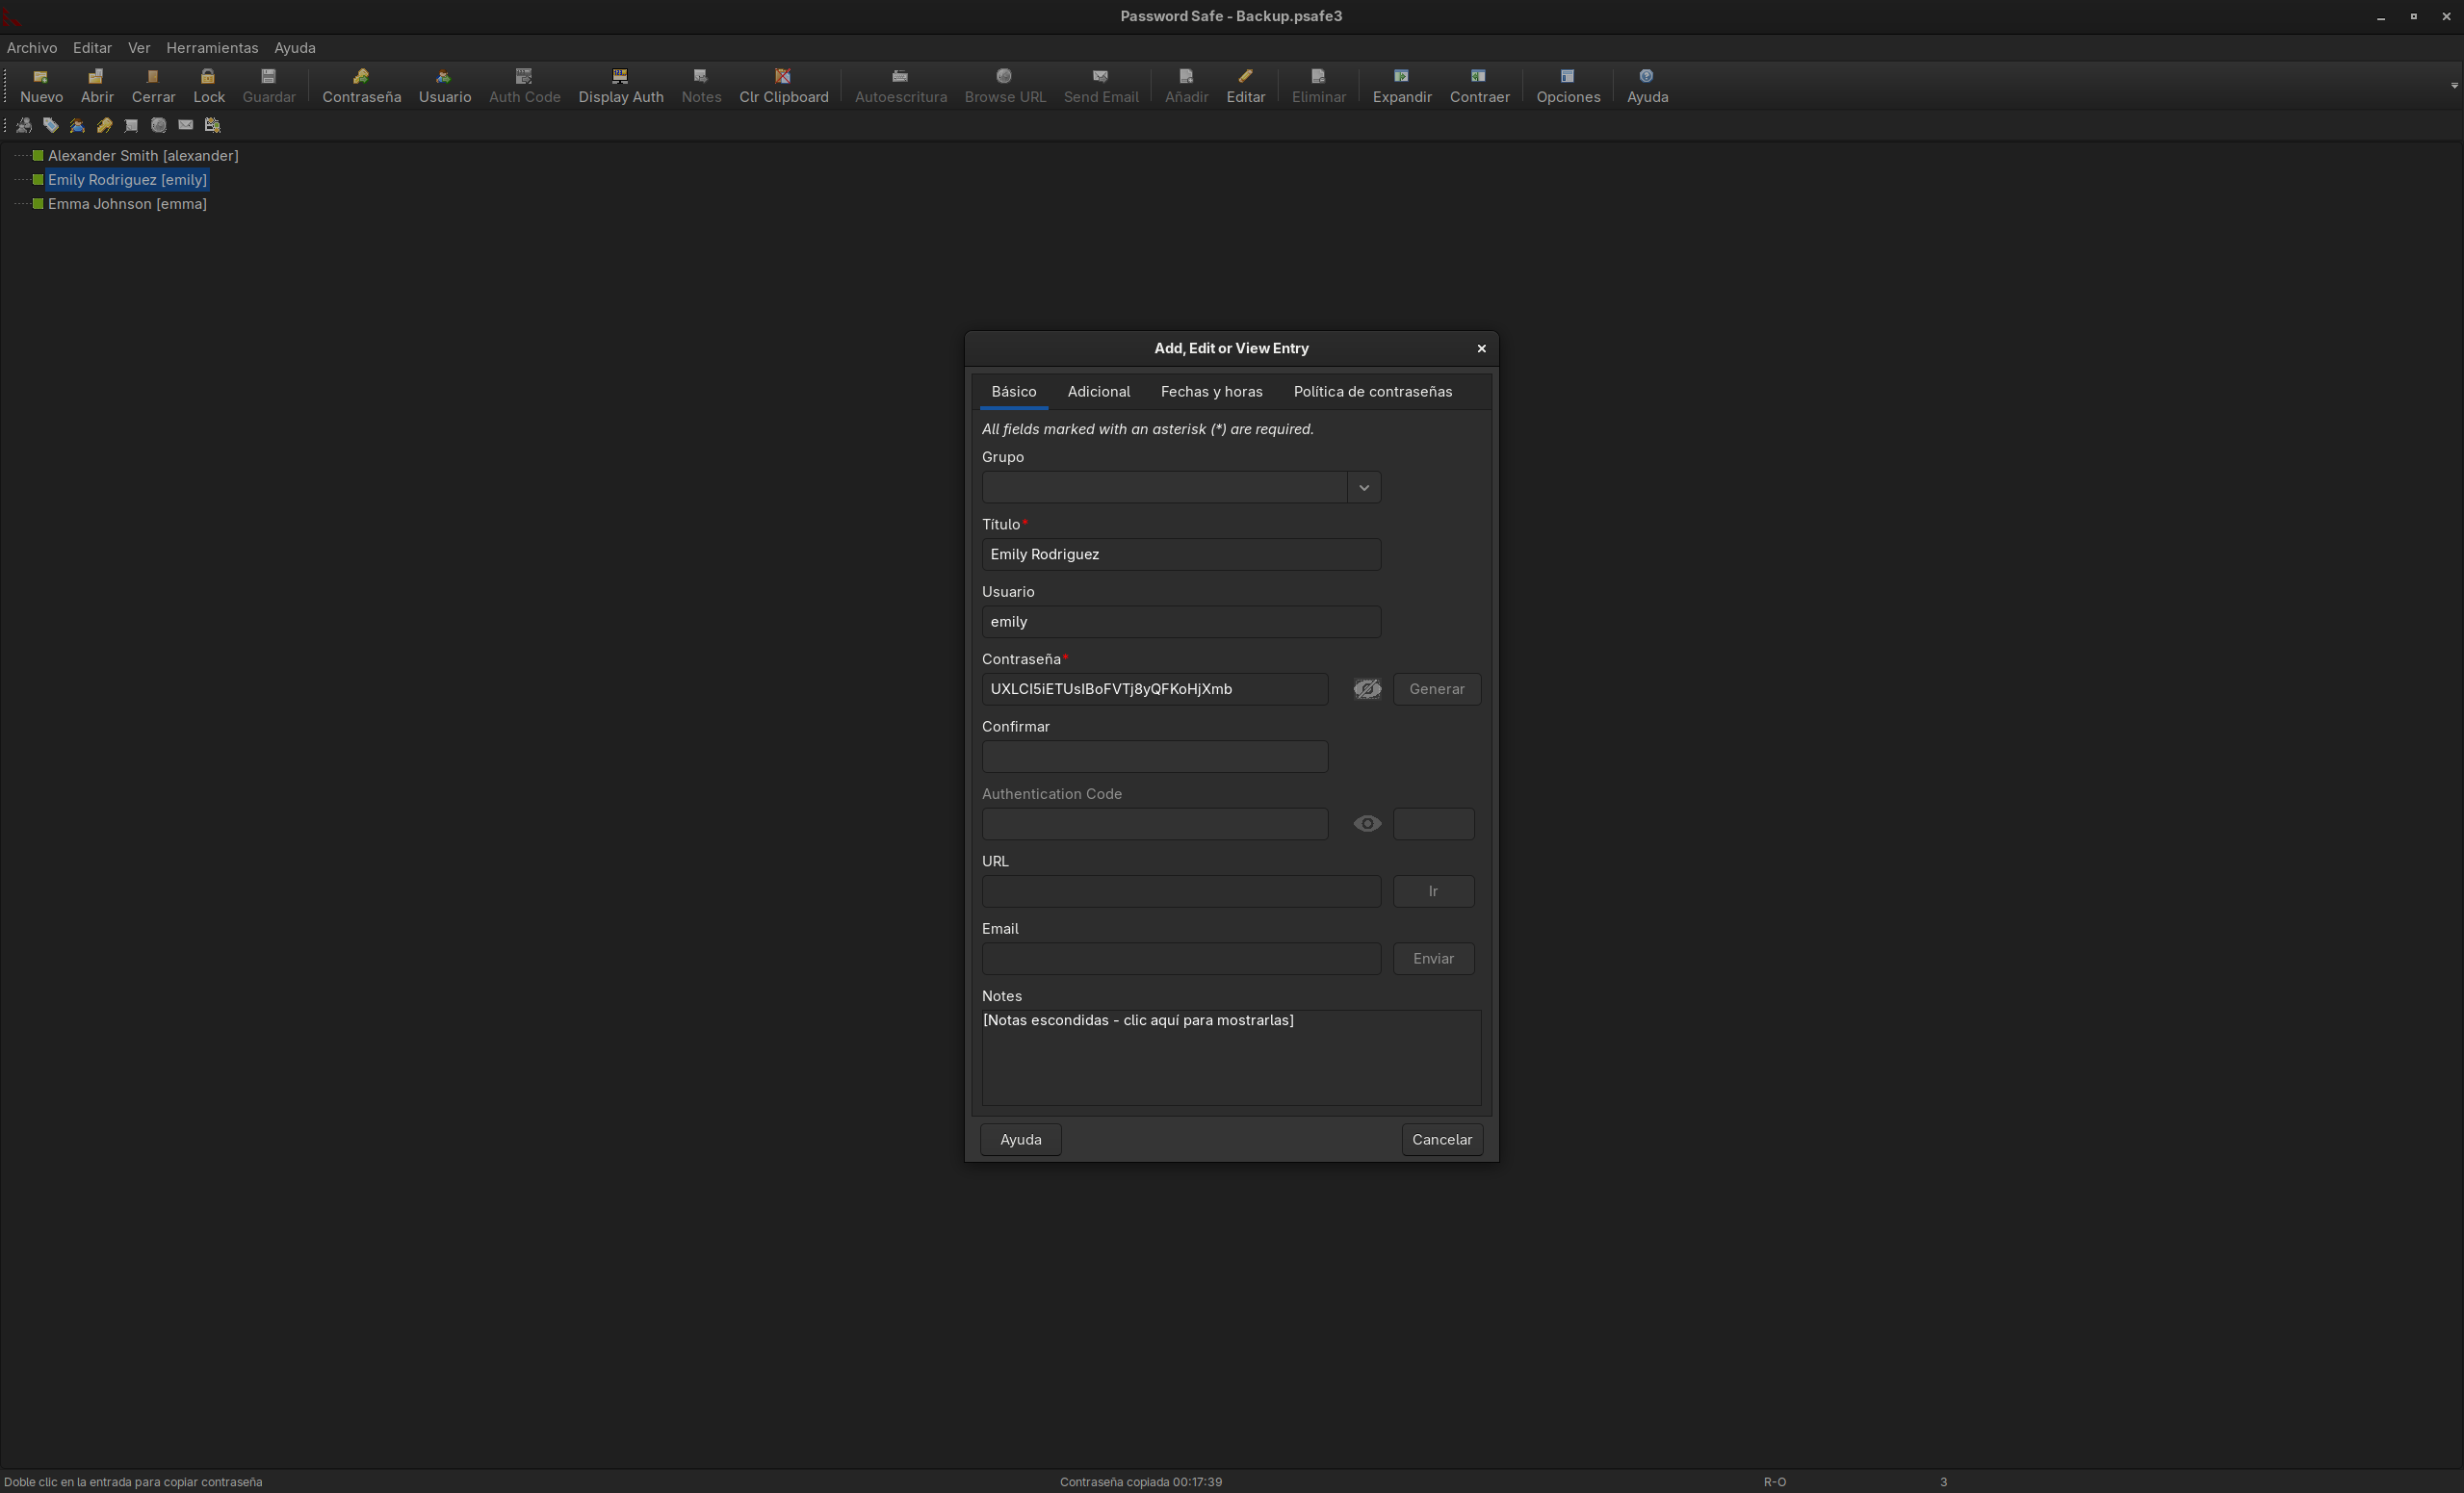 Password Safe - Backup.psafe3
Archivo Editar Ver Herramientas Ayuda
Nuevo Abrir Cerrar Lock Guardar Contraseña Usuario Auth Code Display Auth Notes Clr Clipboard Autoescritura Browse URL Send Email Añadir Editar Eliminar Expandir Contraer Opciones Ayuda
Alexander Smith [alexander]
Emily Rodriguez [emily]
Emma Johnson [emma]
Add, Edit or View Entry
Básico Adicional Fechas y horas Política de contraseñas
All fields marked with an asterisk (*) are required.
Grupo
Título*
Emily Rodriguez
Usuario
emily
Contraseña*
UXLCI5iETUsIBoFVTj8yQFKoHjXmb Generar
Confirmar
Authentication Code
URL
Ir
Email
Enviar
Notes
[Notas escondidas - clic aquí para mostrarlas]
Ayuda Cancelar
Doble clic en la entrada para copiar contraseña Contraseña copiada 00:17:39 R-O 3